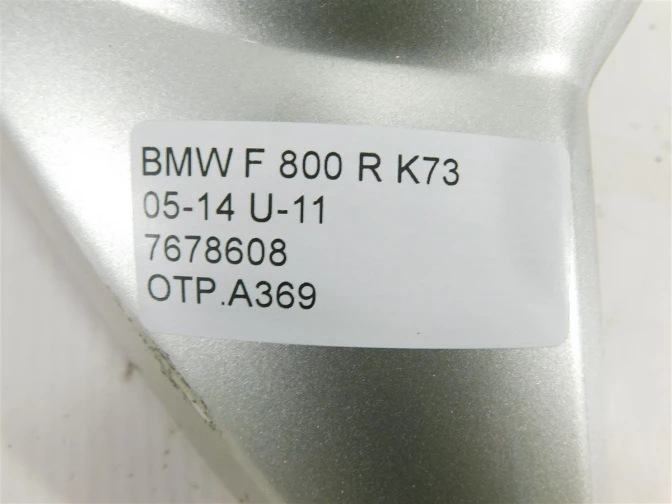 BMW F 800 R K73
05-14 U-11
7678608
OTP.A369